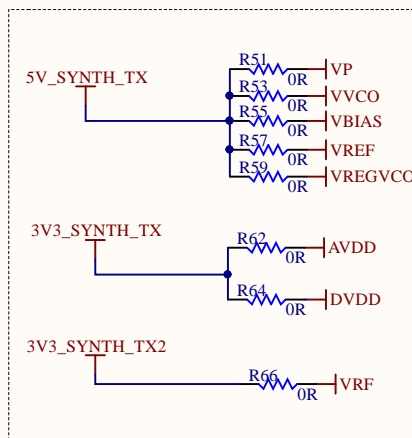 R51
0R
VP
5V_SYNTH_TX
R53
0R
VVCO
R55
0R
VBIAS
R57
0R
VREF
R59
0R
VREGVCO
3V3_SYNTH_TX
R62
0R
AVDD
R64
0R
DVDD
3V3_SYNTH_TX2
R66
0R
VRF